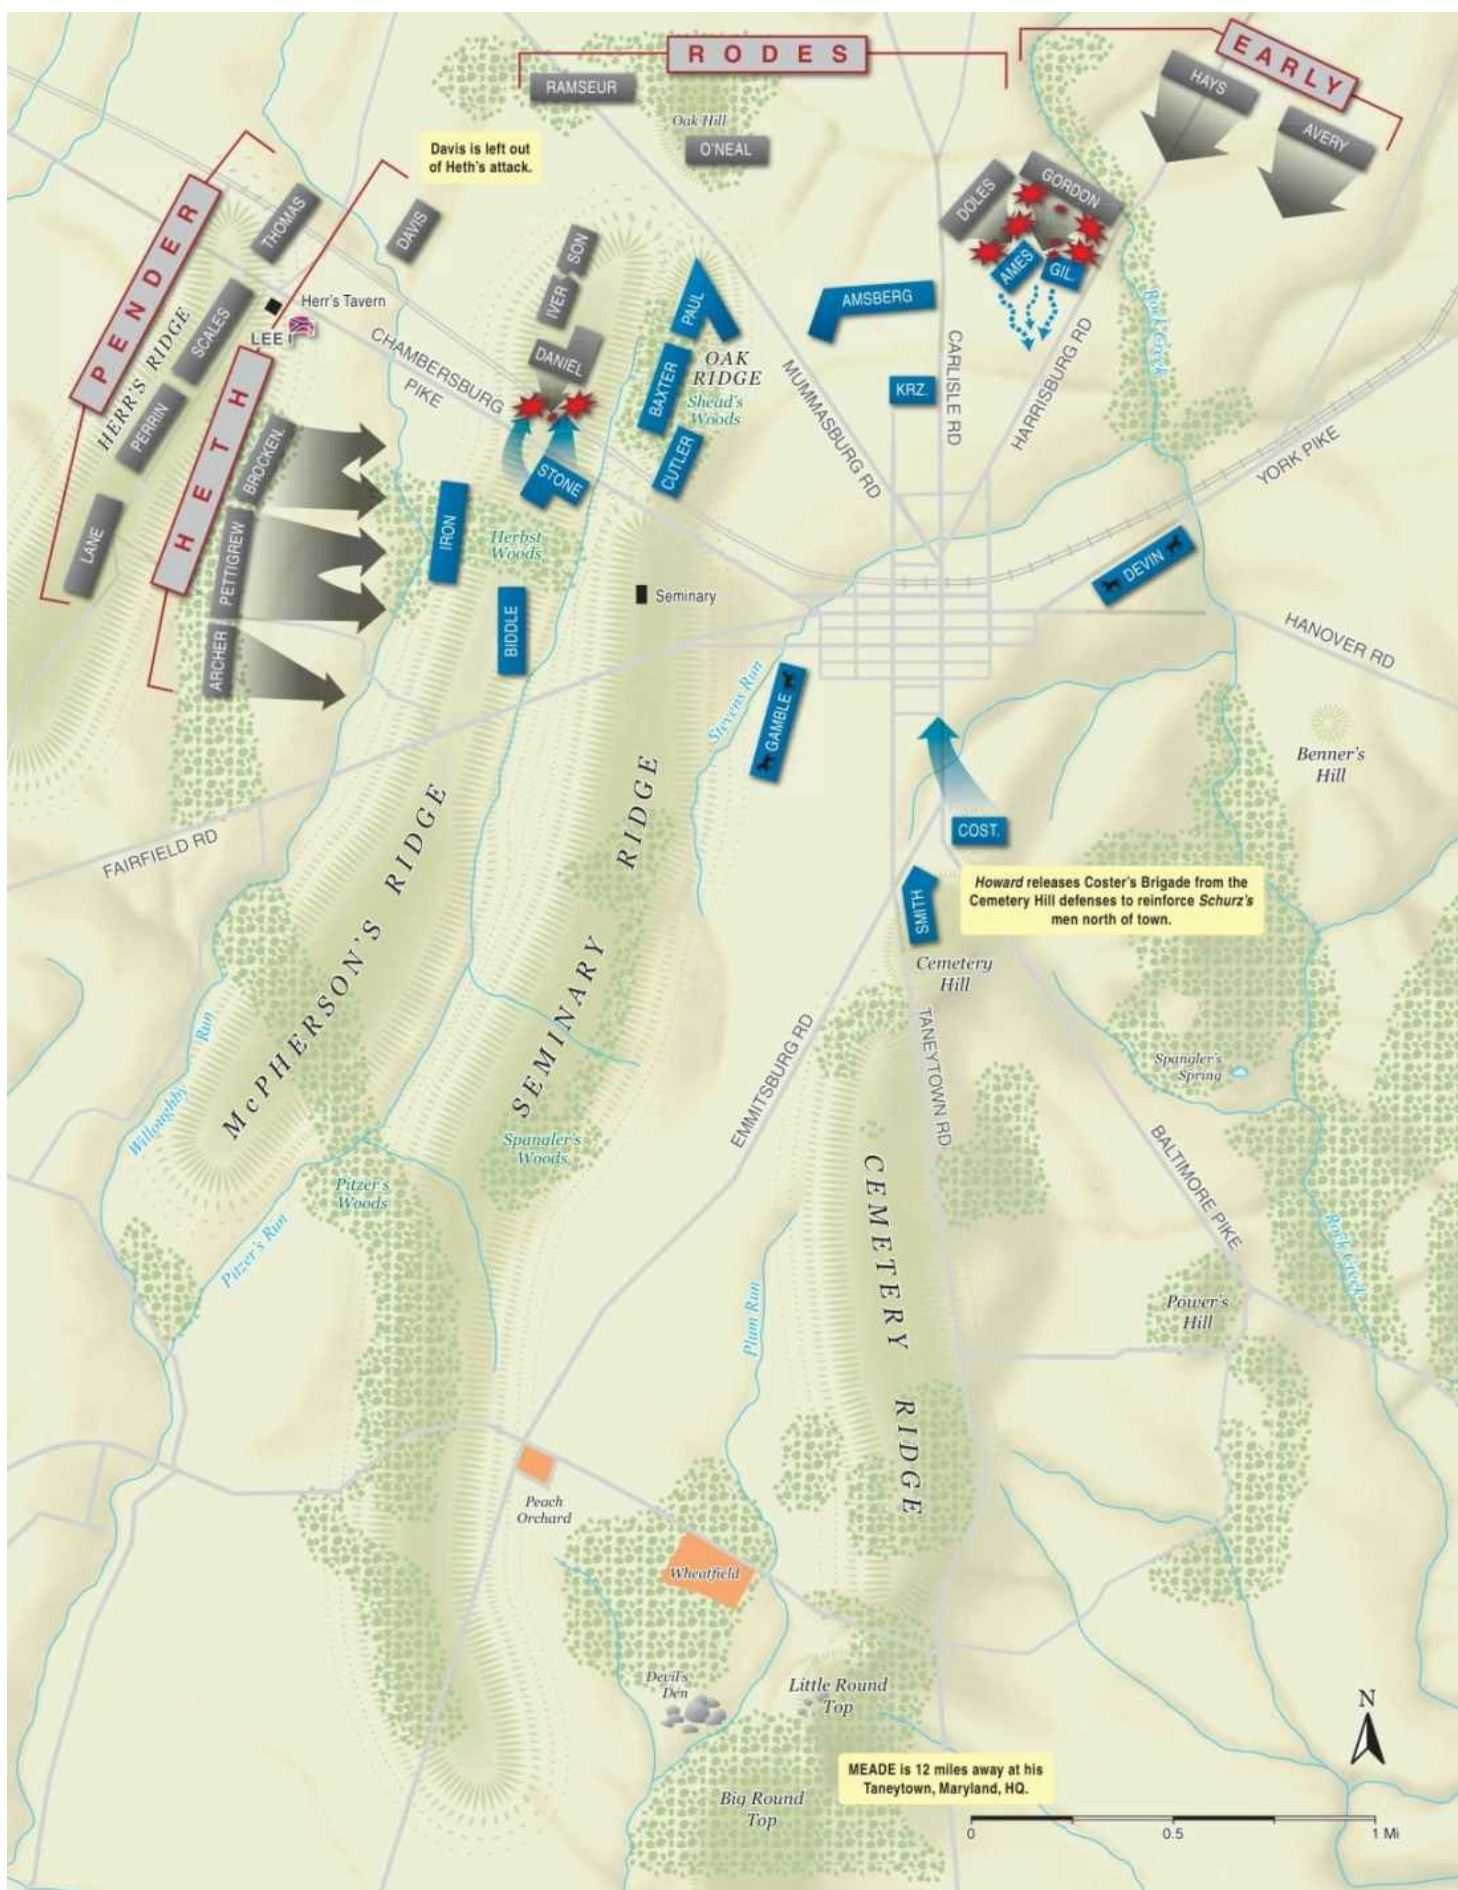 RODES
EARLY
RAMSEUR
HAYS
Oak Hill
AVERY
O'NEAL
Davis is left out
of Heth's attack.
GORDON
DOLES
PENDER
THOMAS
DAVIS
IVER
SON
AMES
GIL.
HERR'S RIDGE
SCALES
Herr's Tavern
LEE
PAUL
AMSBERG
Rock Creek
CHAMBERSBURG
PIKE
DANIEL
OAK
RIDGE
Shead's
Woods
BAXTER
MUMMASBURG RD
KRZ.
CARLISLE RD
HARRISBURG RD
HETH
PERRIN
BROCKEN.
STONE
CUTLER
YORK PIKE
LANE
PETTIGREW
IRON
Herbst
Woods
DEVIN
Seminary
BIDDLE
ARCHER
HANOVER RD
Stevens Run
GAMBLE
Benner's
Hill
FAIRFIELD RD
COST.
Howard releases Coster's Brigade from the
Cemetery Hill defenses to reinforce Schurz's
men north of town.
SMITH
McPHERSON'S RIDGE
SEMINARY RIDGE
Cemetery
Hill
Willoughby Run
EMMITSBURG RD
TANEYTOWN RD
Spangler's
Spring
Spangler's
Woods
BALTIMORE PIKE
Pitzer's
Woods
Pitzer's Run
CEMETERY RIDGE
Rock Creek
Plum Run
Power's
Hill
Peach
Orchard
Wheatfield
Devil's
Den
Little Round
Top
N
MEADE is 12 miles away at his
Taneytown, Maryland, HQ.
Big Round
Top
0 0.5 1 Mi